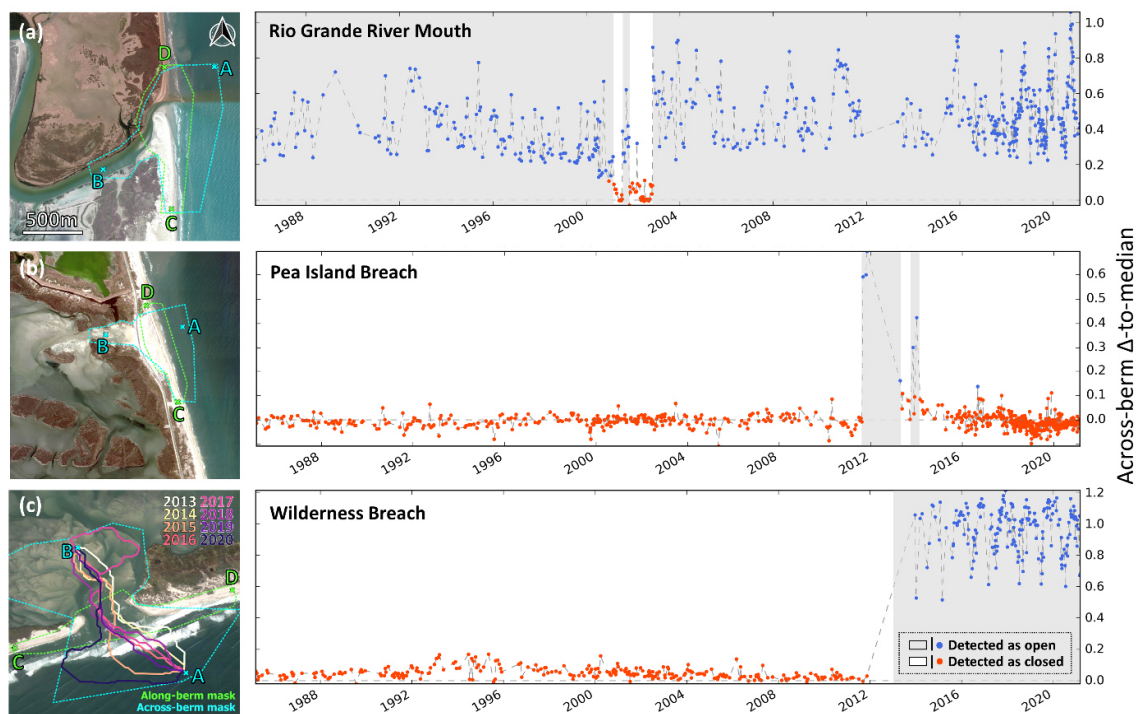 (a)
D
A
B
C
500m
Rio Grande River Mouth
1.0
0.8
0.6
0.4
0.2
0.0
1988
1992
1996
2000
2004
2008
2012
2016
2020
(b)
D
A
B
C
Pea Island Breach
0.6
0.5
0.4
0.3
0.2
0.1
0.0
1988
1992
1996
2000
2004
2008
2012
2016
2020
Across-berm Δ-to-median
(c)
2013 2017
2014 2018
2015 2019
2016 2020
B
D
C
A
Along-berm mask
Across-berm mask
Wilderness Breach
1.2
1.0
0.8
0.6
0.4
0.2
0.0
Detected as open
Detected as closed
1988
1992
1996
2000
2004
2008
2012
2016
2020